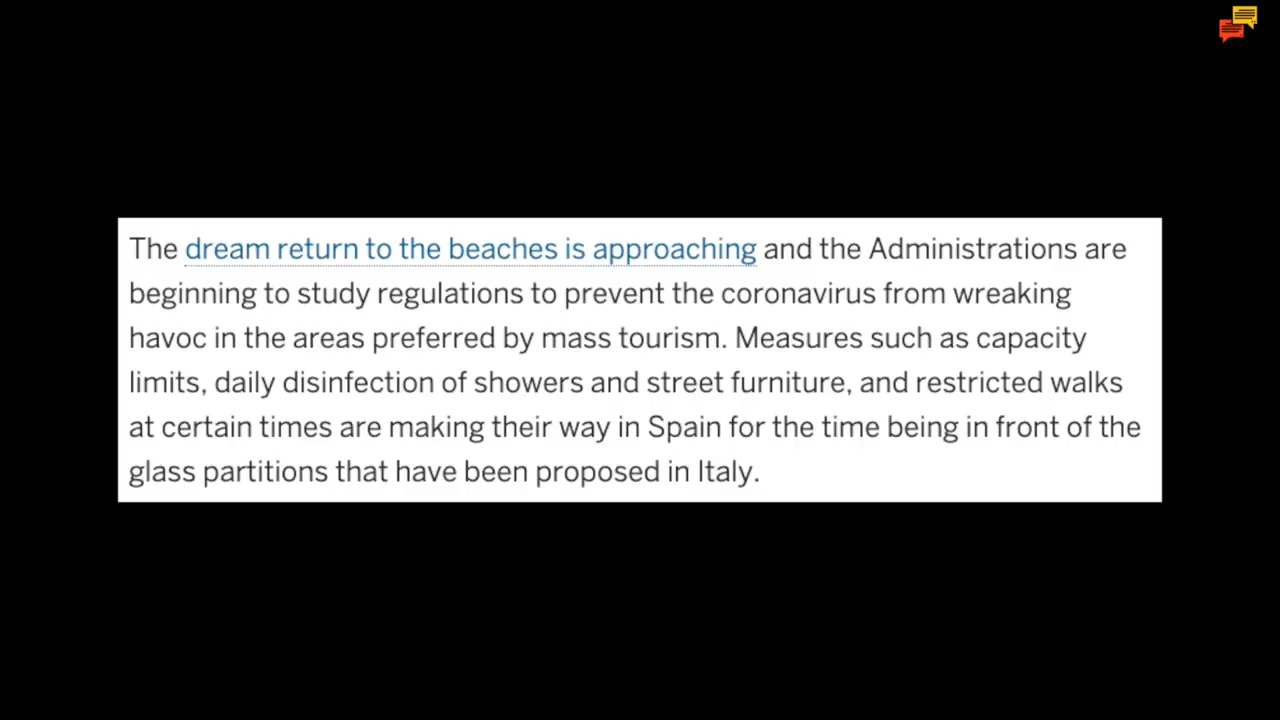 The dream return to the beaches is approaching and the Administrations are
beginning to study regulations to prevent the coronavirus from wreaking
havoc in the areas preferred by mass tourism. Measures such as capacity
limits, daily disinfection of showers and street furniture, and restricted walks
at certain times are making their way in Spain for the time being in front of the
glass partitions that have been proposed in Italy.